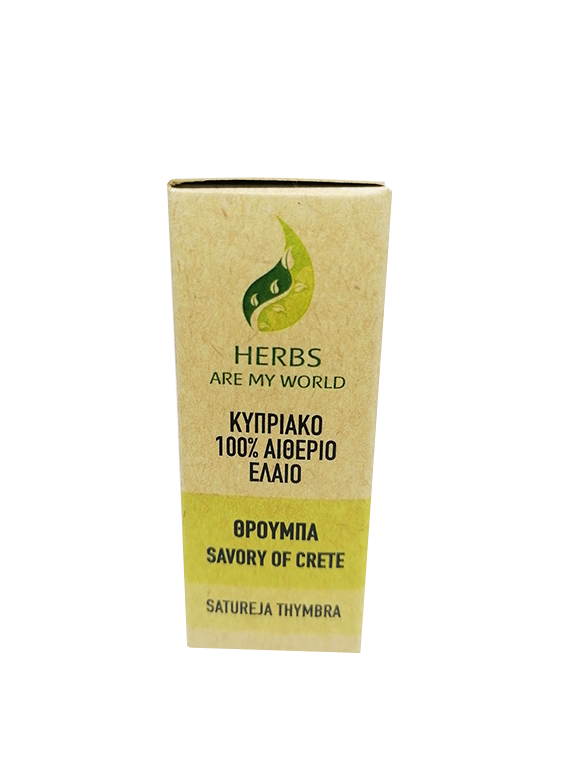 HERBS
ARE MY WORLD
ΚΥΠΡΙΑΚΟ
100% ΑΙΘΕΡΙΟ
ΕΛΑΙΟ
ΘΡΟΥΜΠΑ
SAVORY OF CRETE
SATUREJA THYMBRA